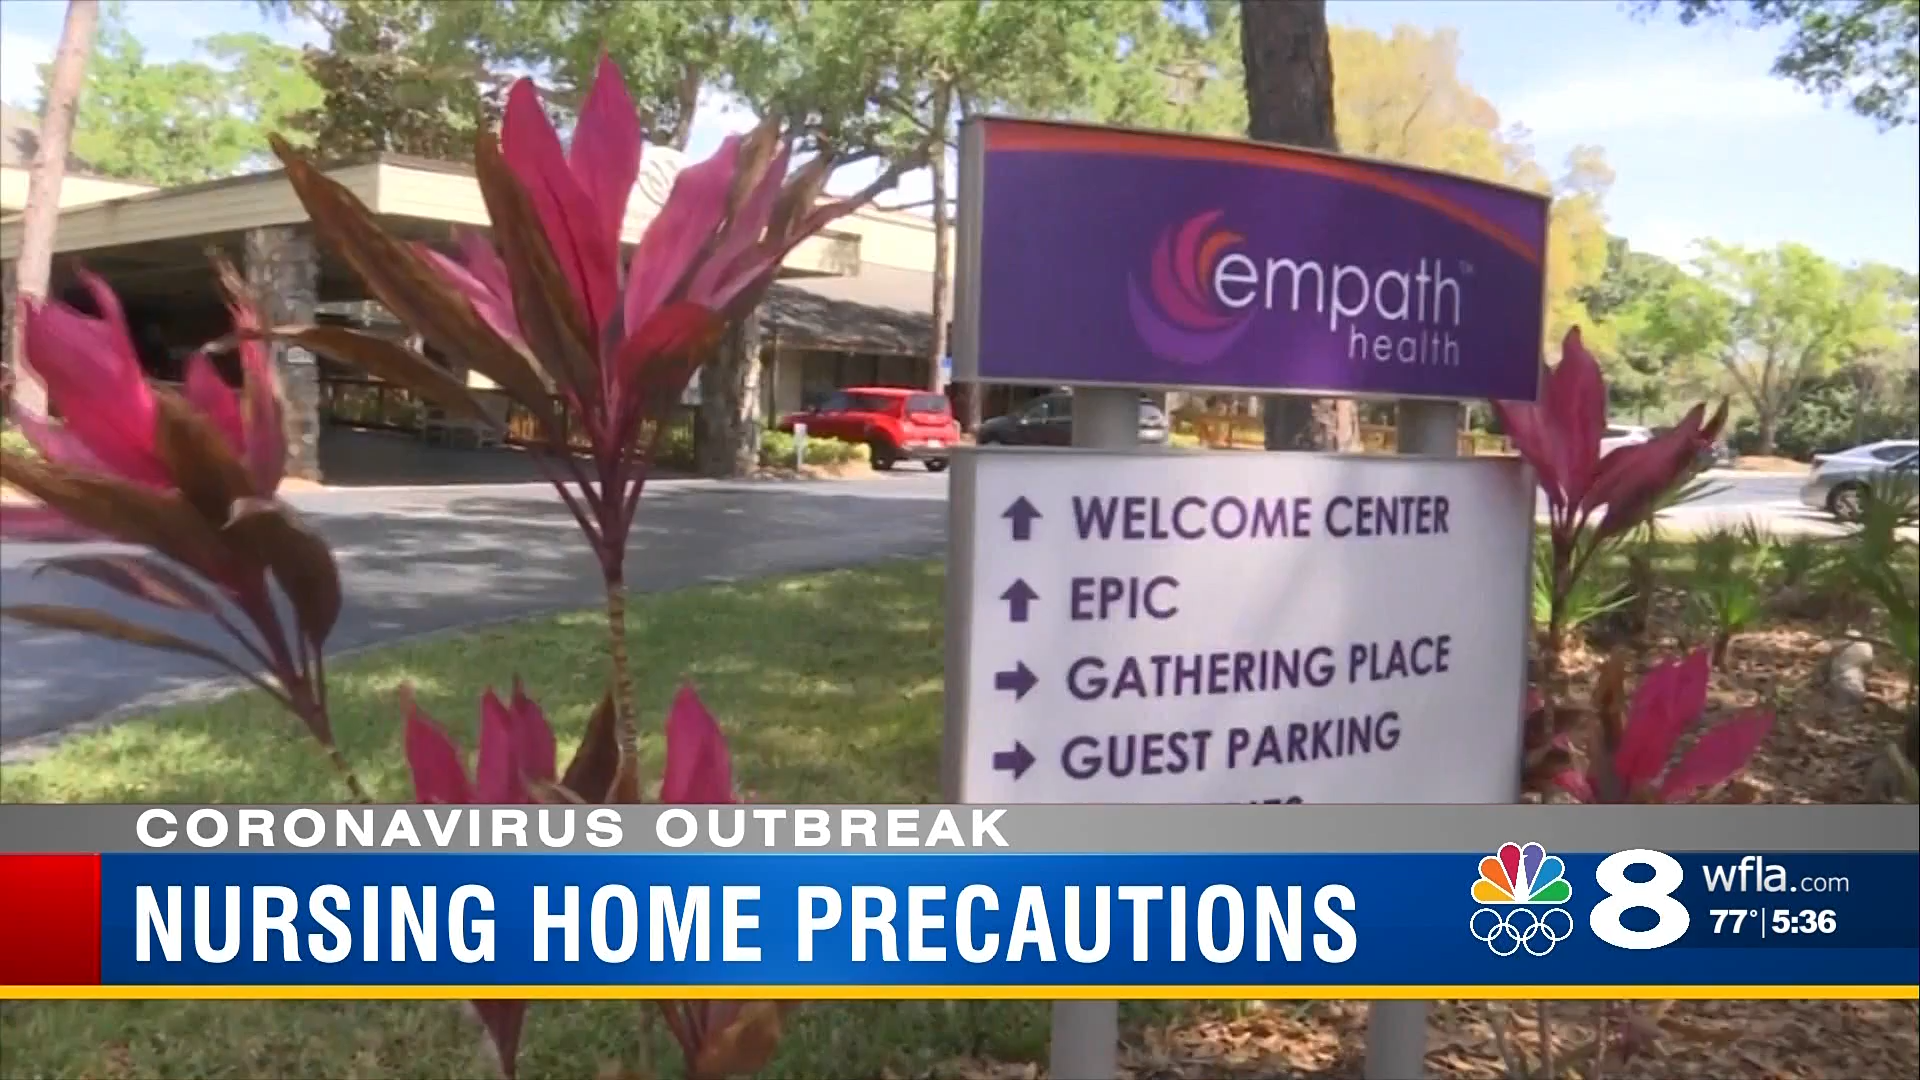 empath™
health
WELCOME CENTER
EPIC
GATHERING PLACE
GUEST PARKING
CORONAVIRUS OUTBREAK
NURSING HOME PRECAUTIONS
8
wfla.com
77° 5:36